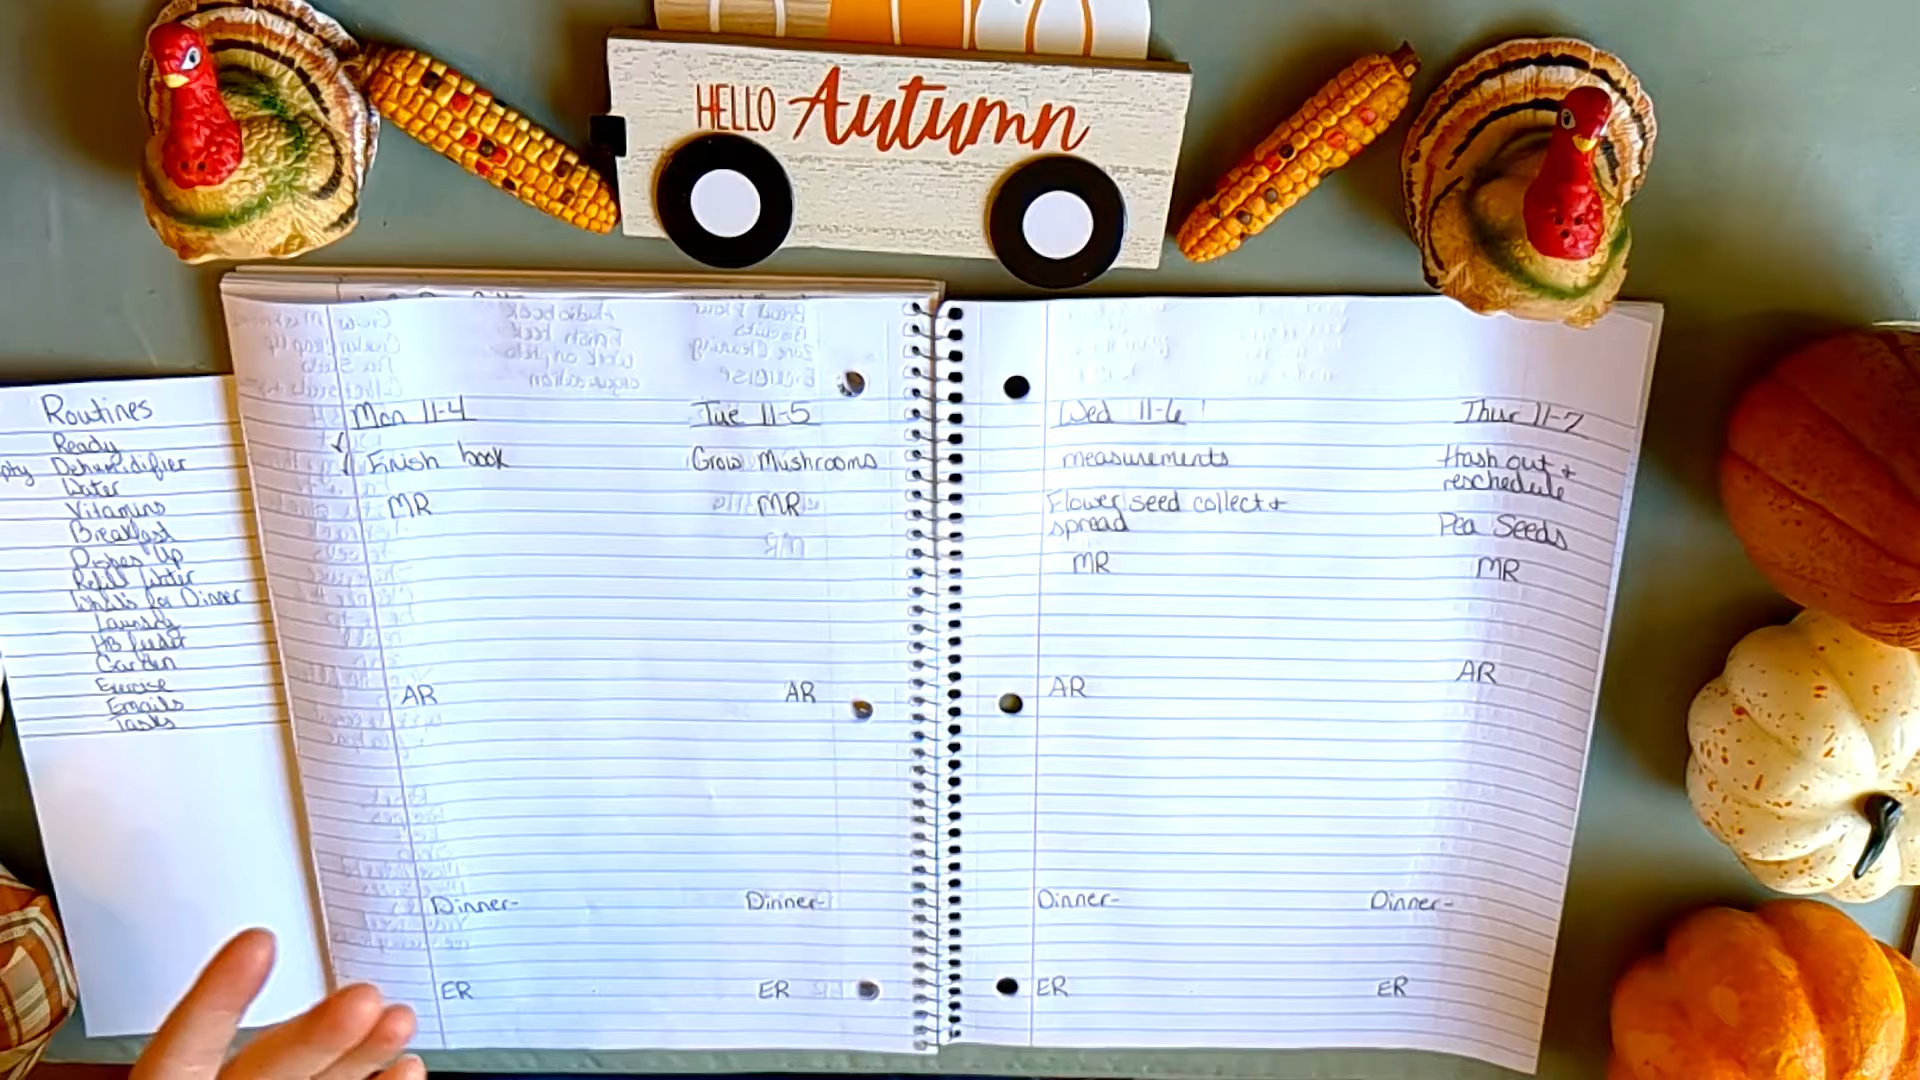 HELLO Autumn
Routines
Ready
pty Dehumidifier
Water
Vitamins
Breakfast
Dishes Up
Refill Water
What's for Dinner
Laundry
HB feeder
Garden
Exercise
Emails
Tasks
Mon 11-4
Finish book
MR
AR
Dinner-
ER
Tue 11-5
Grow Mushrooms
MR
AR
Dinner-
ER
Wed 11-6
measurements
Flower seed collect +
spread
MR
AR
Dinner-
ER
Thur 11-7
Hash out +
reschedule
Pea Seeds
MR
AR
Dinner-
ER